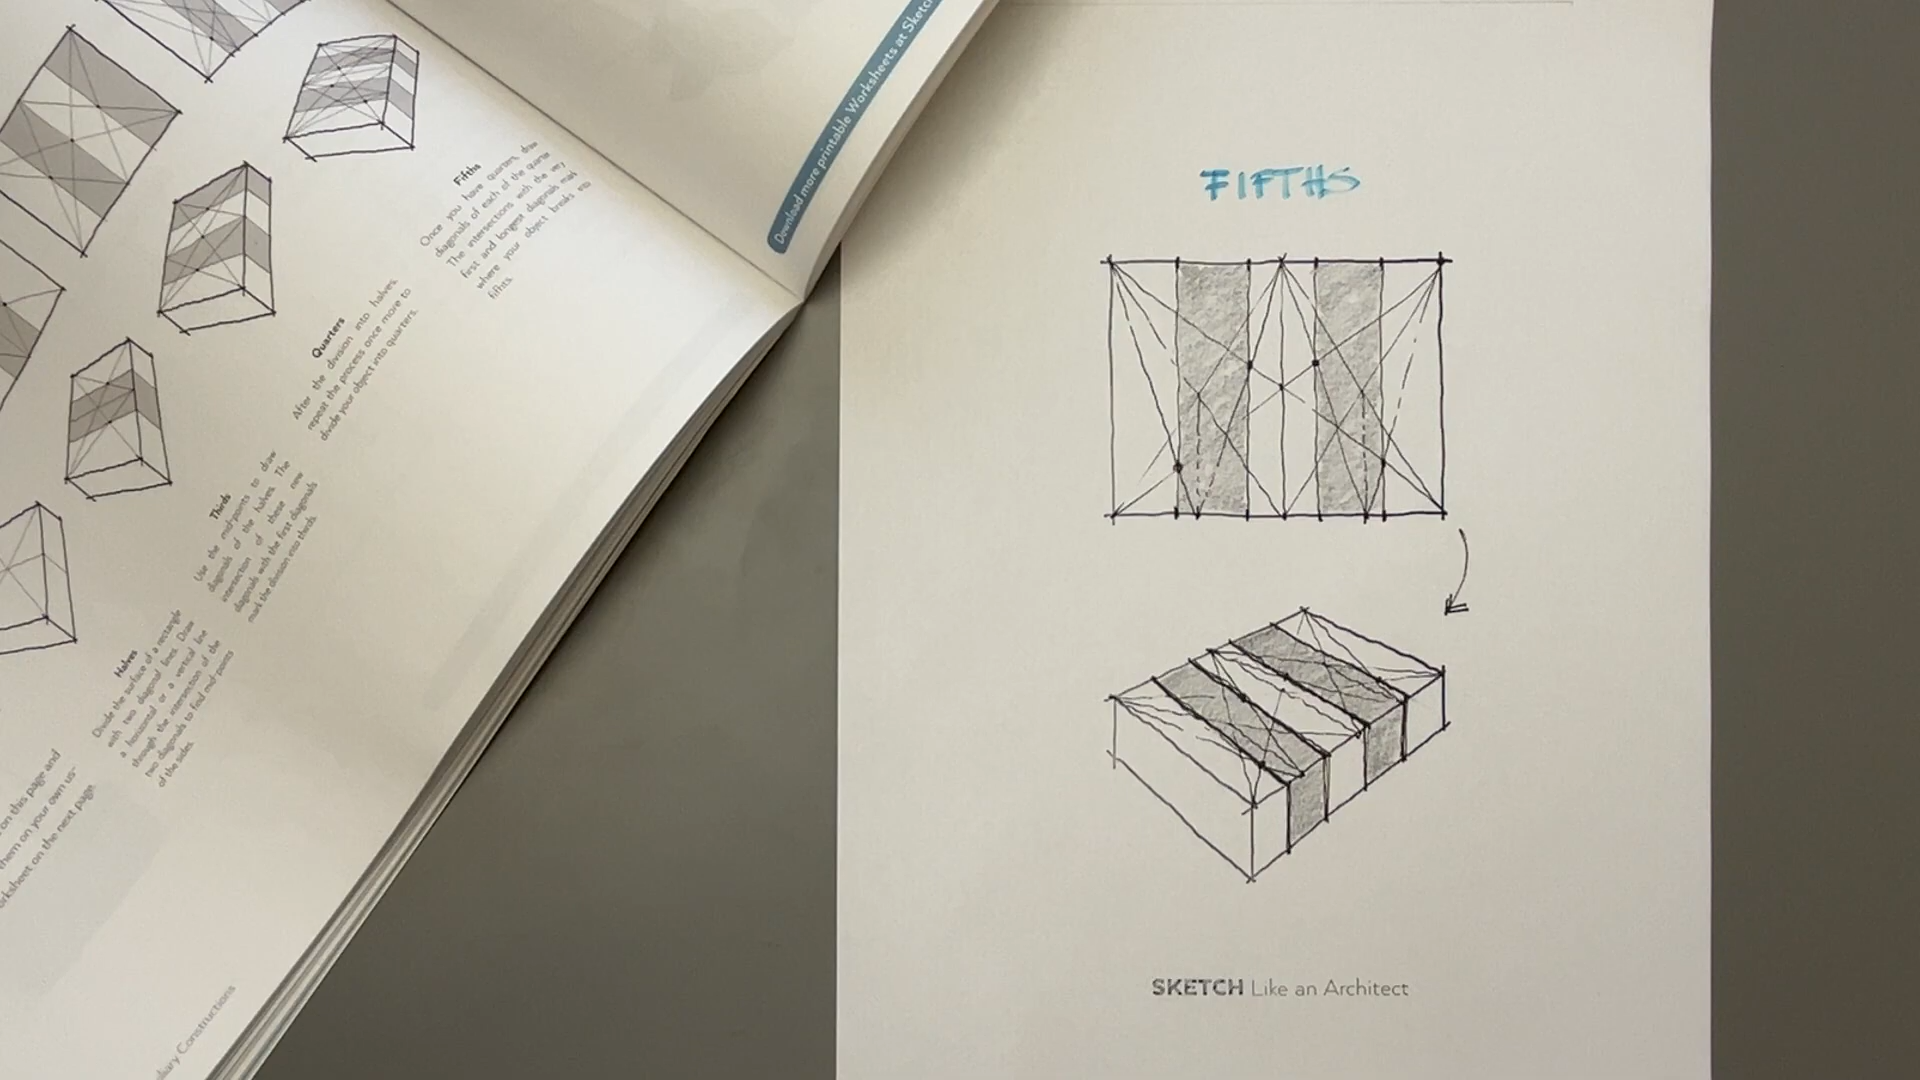 Download more printable Worksheets at
Fifths
Once you have quarters, draw
diagonals of each of the quarte
The intersections with the very
first and longest diagonals mark
where your object breaks into
fifhts.
Quarters
After the division into halves,
repeat the process once more to
divide your object into quarters.
Thirds
Use the mid-points to draw
diagonals of the halves. The
intersection of these new
diagonals with the first diagonals
mark the division into thirds.
Halves
Divide the surface of a rectangle
with two diagonal lines. Draw
a horizontal or a vertical line
through the intersection of the
two diagonals to find mid-points
of the sides.
on this page and
them on your own us-
rksheet on the next page.
liary Constructions
FIFTHS
SKETCH Like an Architect